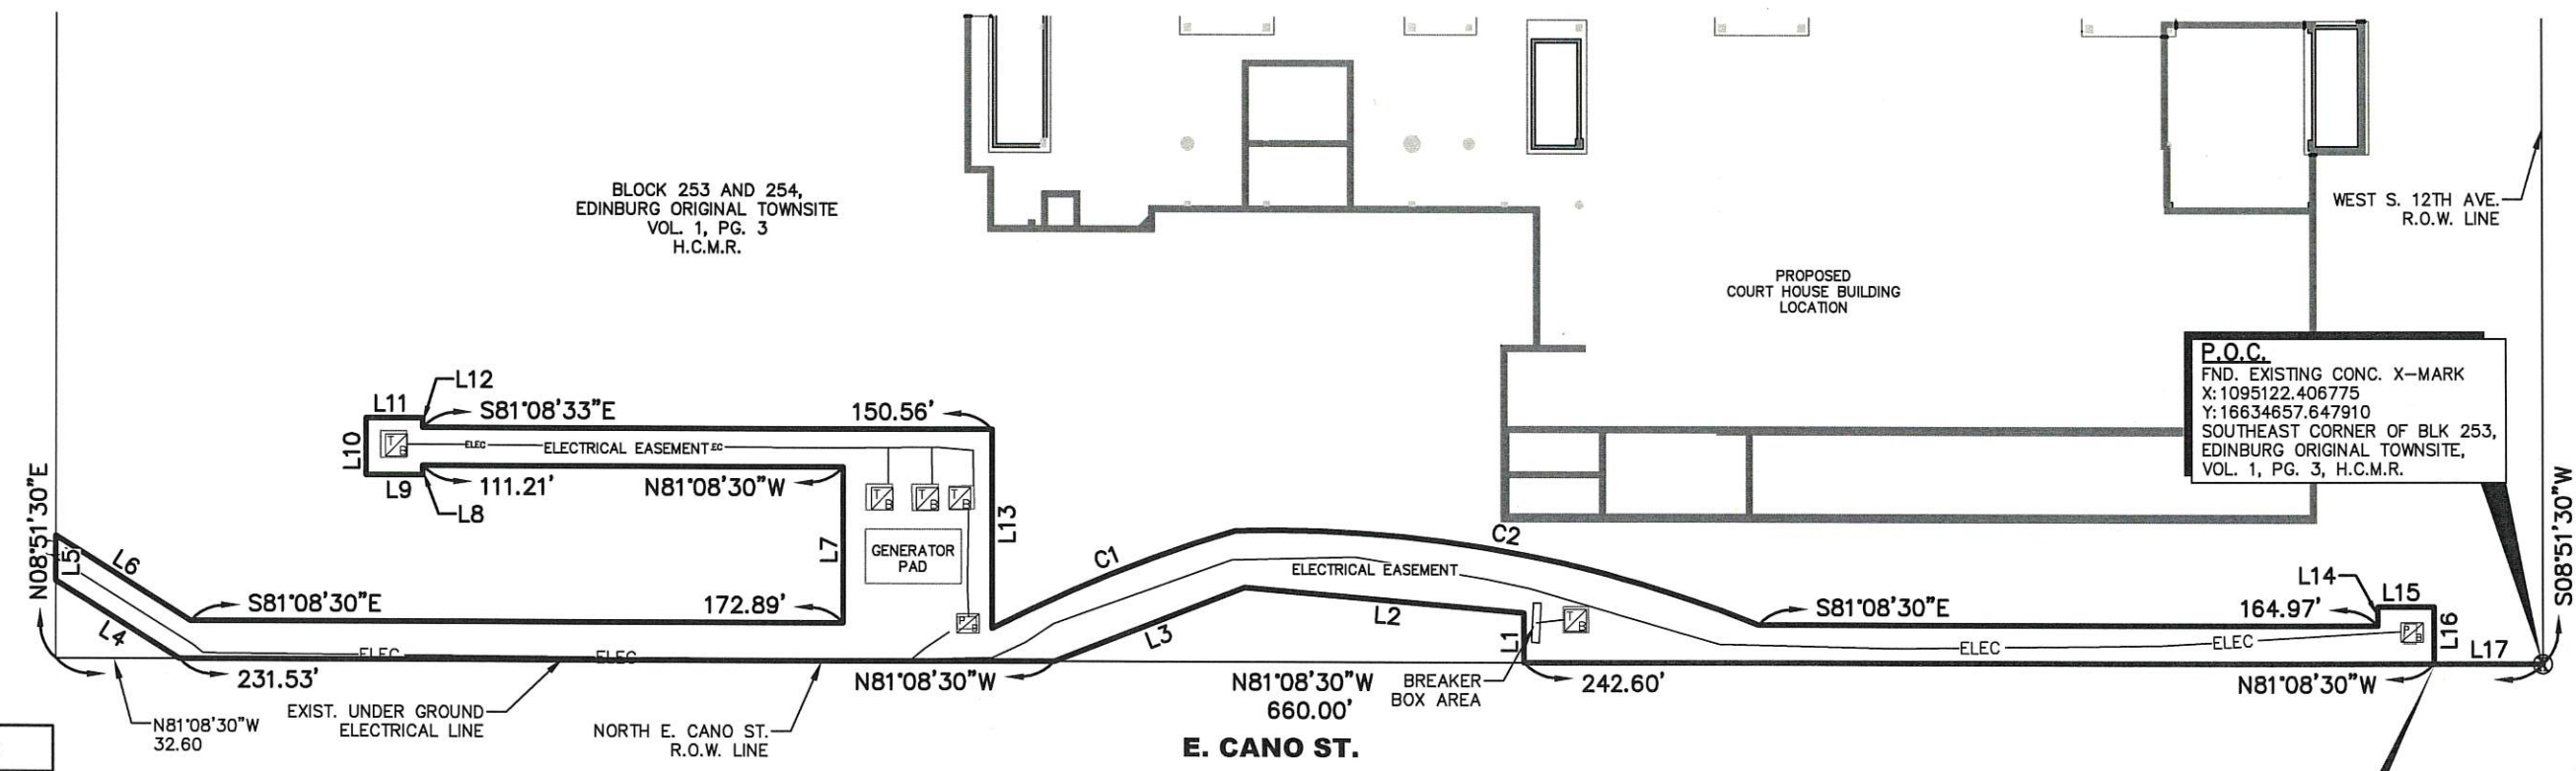 BLOCK 253 AND 254,
EDINBURG ORIGINAL TOWNSITE
VOL. 1, PG. 3
H.C.M.R.
WEST S. 12TH AVE.
R.O.W. LINE
PROPOSED
COURT HOUSE BUILDING
LOCATION
P.O.C.
FND. EXISTING CONC. X-MARK
X: 1095122.406775
Y: 16634657.647910
SOUTHEAST CORNER OF BLK 253,
EDINBURG ORIGINAL TOWNSITE,
VOL. 1, PG. 3, H.C.M.R.
L12
L11
S81°08'33"E
150.56'
L10
T/B
ELEC
ELECTRICAL EASEMENT
EC
L9
111.21'
N81°08'30"W
L8
T/B
T/B
T/B
L13
L7
GENERATOR
PAD
N08°51'30"E
L5
L6
L4
S81°08'30"E
172.89'
P/B
C1
C2
ELECTRICAL EASEMENT
L3
L2
L1
T/B
S81°08'30"E
164.97'
L14
L15
L16
P/B
L17
S08°51'30"W
ELEC
ELEC
ELEC
ELEC
231.53'
N81°08'30"W
N81°08'30"W
660.00'
BREAKER
BOX AREA
242.60'
N81°08'30"W
N81°08'30"W
32.60
EXIST. UNDER GROUND
ELECTRICAL LINE
NORTH E. CANO ST.
R.O.W. LINE
E. CANO ST.